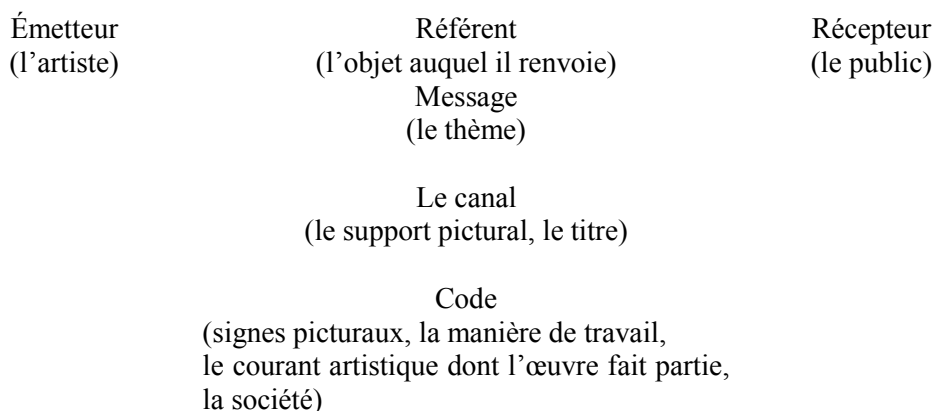 Émetteur Référent Récepteur
(l’artiste) (l’objet auquel il renvoie) (le public)
Message
(le thème)
Le canal
(le support pictural, le titre)
Code
(signes picturaux, la manière de travail,
le courant artistique dont l’œuvre fait partie,
la société)